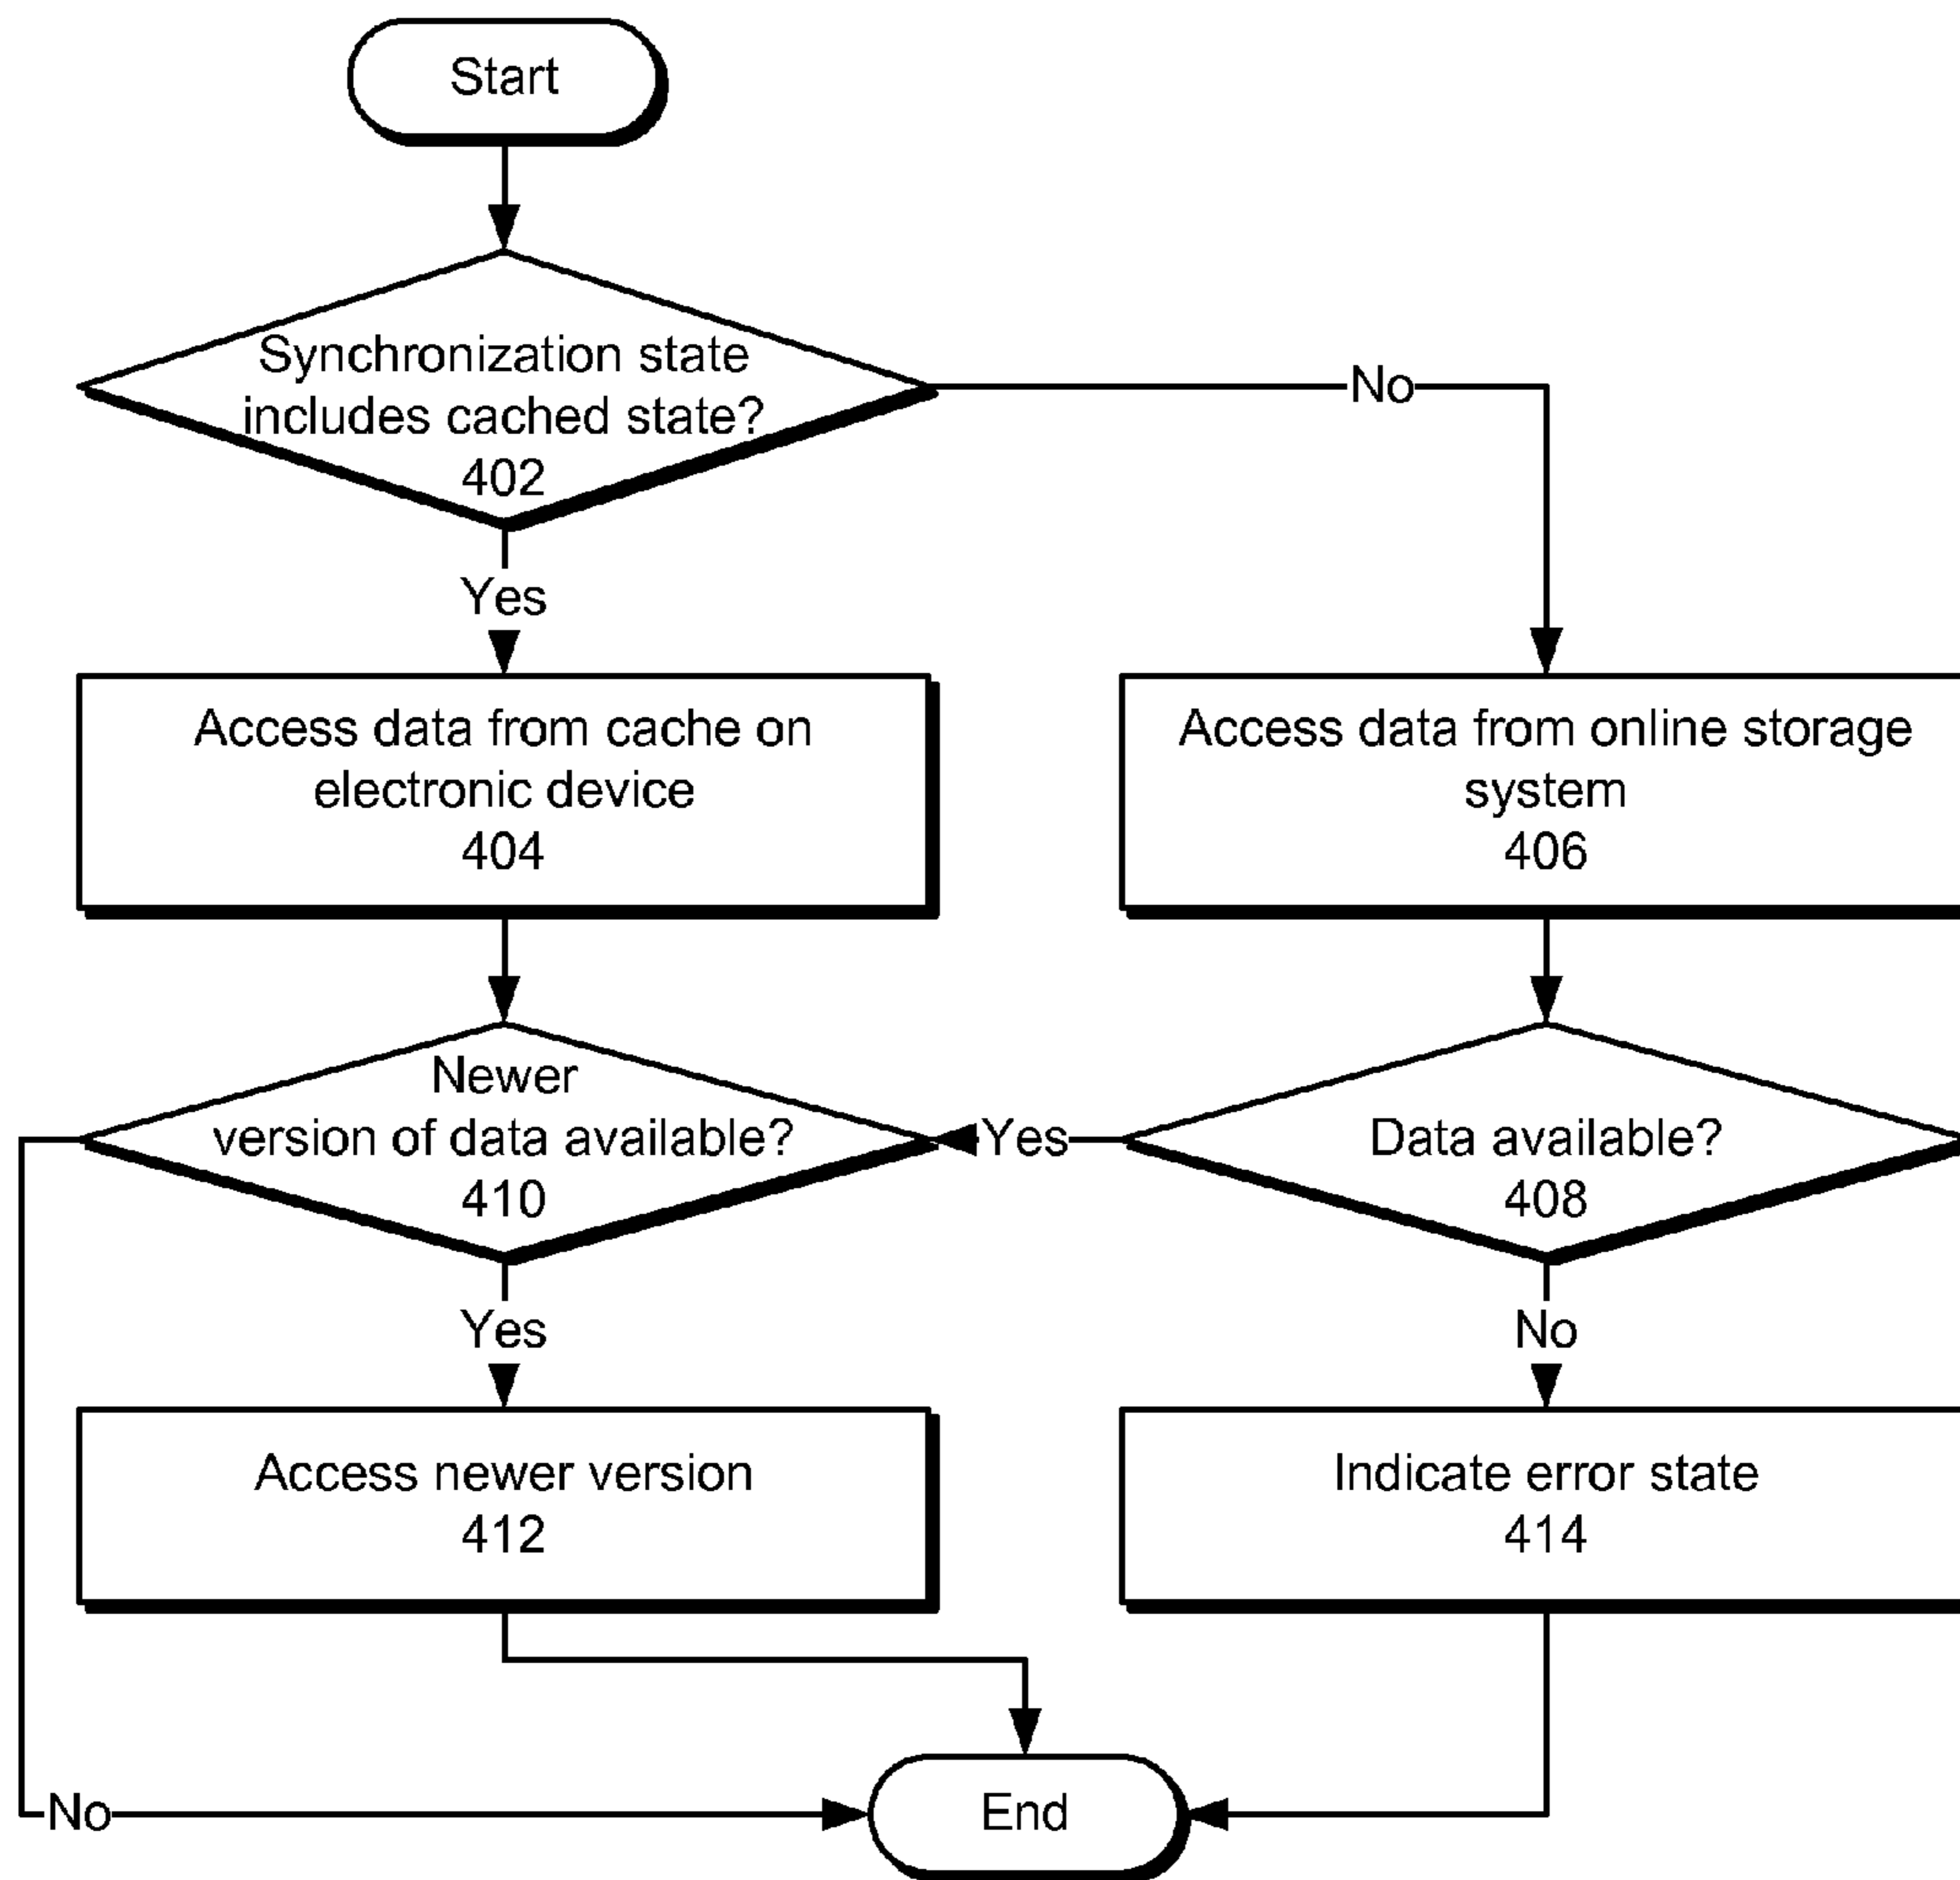 Start
Synchronization state
includes cached state?
402
No
Yes
Access data from cache on
electronic device
404
Access data from online storage
system
406
Newer
version of data available?
410
Yes
Data available?
408
Yes
No
Access newer version
412
Indicate error state
414
No
End